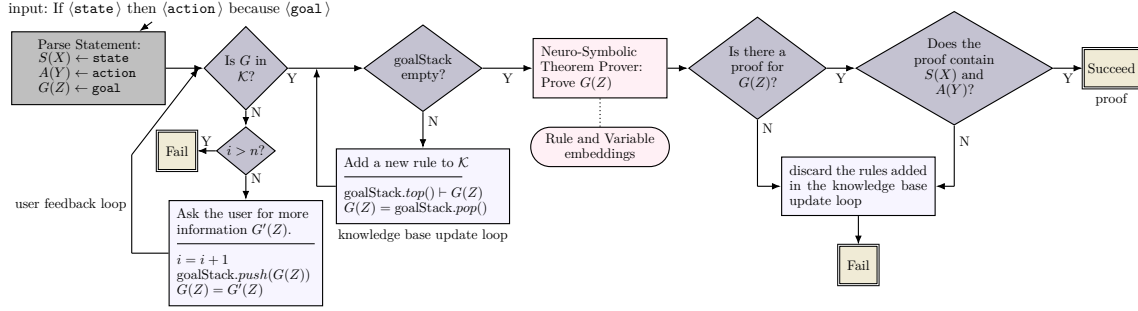 input: If ⟨state⟩ then ⟨action⟩ because ⟨goal⟩
Parse Statement:
S(X) ← state
A(Y) ← action
G(Z) ← goal
Is G in
𝒦?
Y
N
i > n?
Y
Fail
N
user feedback loop
Ask the user for more
information G′(Z).
i = i + 1
goalStack.push(G(Z))
G(Z) = G′(Z)
goalStack
empty?
Y
N
Add a new rule to 𝒦
goalStack.top() ⊢ G(Z)
G(Z) = goalStack.pop()
knowledge base update loop
Neuro-Symbolic
Theorem Prover:
Prove G(Z)
Rule and Variable
embeddings
Is there a
proof for
G(Z)?
Y
N
Does the
proof contain
S(X) and
A(Y)?
Y
N
Succeed
proof
discard the rules added
in the knowledge base
update loop
Fail